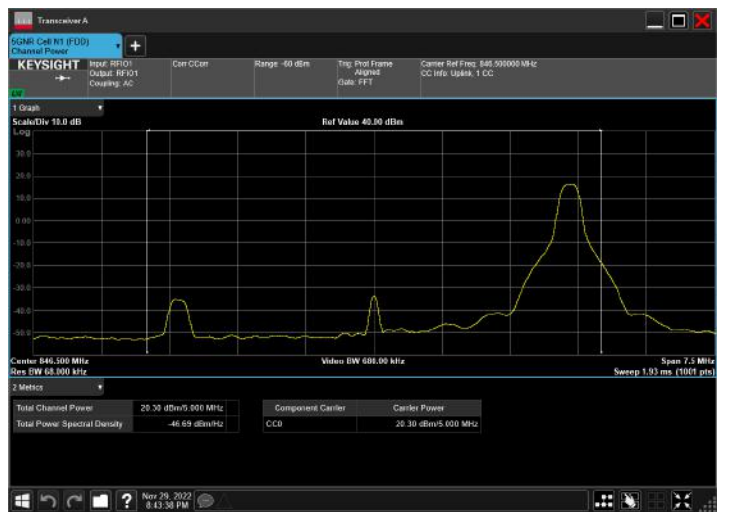 Transceiver A
5GNR Cell N1 (FDD)
Channel Power
KEYSIGHT
Input: RFIO1
Output: RFIO1
Coupling: AC
Corr CCorr
Range -60 dBm
Trig: Prot Frame
Aligned
Gate: FFT
Carrier Ref Freq: 846.500000 MHz
CC Info: Uplink, 1 CC
1 Graph
Scale/Div 10.0 dB
Ref Value 40.00 dBm
Log
30.0
20.0
10.0
0.00
-10.0
-20.0
-30.0
-40.0
-50.0
Center 846.500 MHz
Video BW 680.00 kHz
Span 7.5 MHz
Res BW 68.000 kHz
Sweep 1.93 ms (1001 pts)
2 Metrics
Total Channel Power 20.30 dBm/5.000 MHz
Total Power Spectral Density -46.69 dBm/Hz
Component Carrier Carrier Power
CC0 20.30 dBm/5.000 MHz
?
Nov 29, 2022
8:43:38 PM